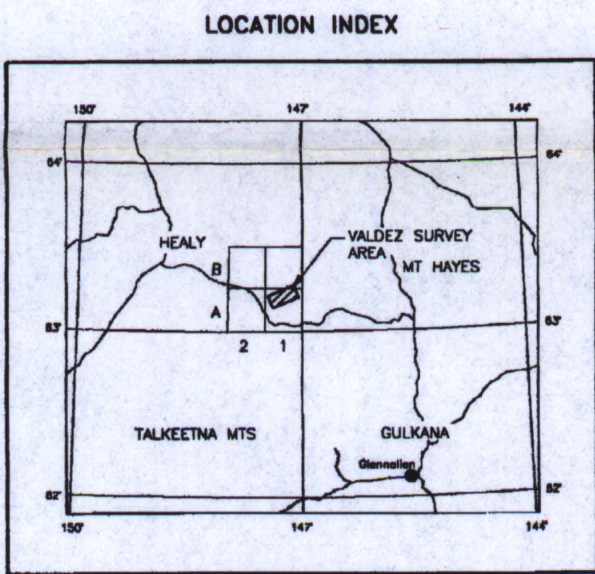 LOCATION INDEX
150° 147° 144°
64° 64°
HEALY
VALDEZ SURVEY
AREA
MT HAYES
B
A
63° 63°
2 1
TALKEETNA MTS
GULKANA
Glennallen
62° 62°
150° 147° 144°